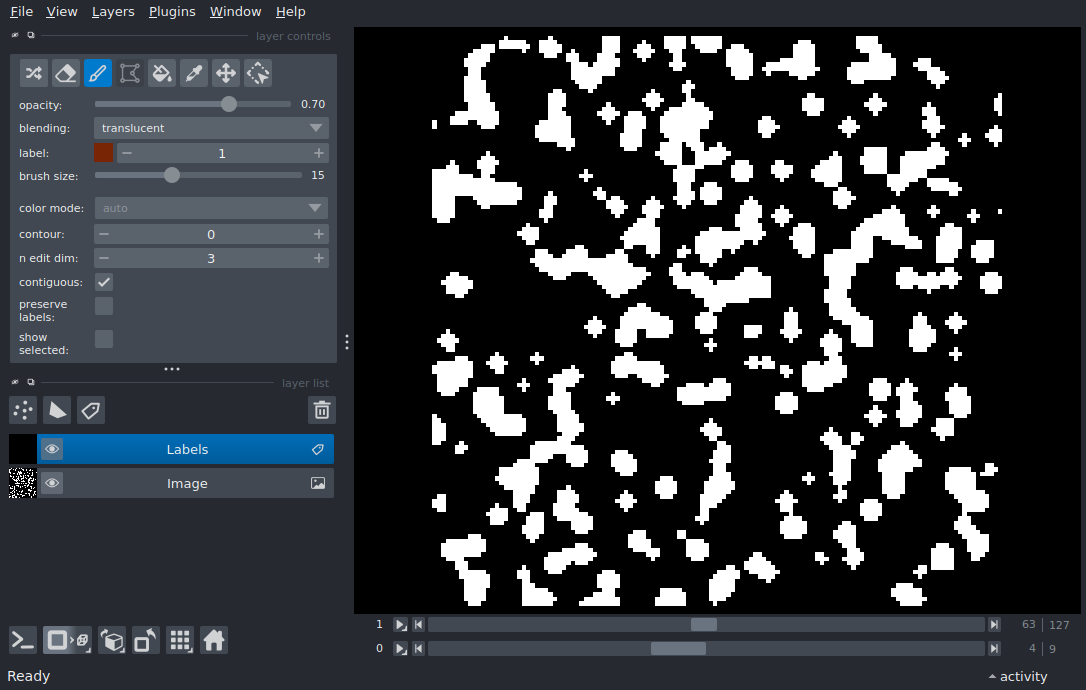 File View Layers Plugins Window Help
layer controls
opacity: 0.70
blending: translucent
label: 1
brush size: 15
color mode: auto
contour: 0
n edit dim: 3
contiguous:
preserve
labels:
show
selected:
layer list
Labels
Image
1 63 127
0 4 9
Ready activity